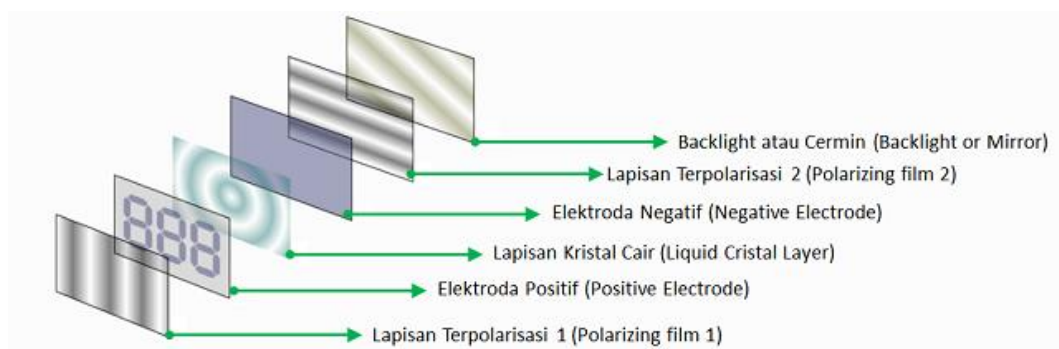 Backlight atau Cermin (Backlight or Mirror)
Lapisan Terpolarisasi 2 (Polarizing film 2)
Elektroda Negatif (Negative Electrode)
Lapisan Kristal Cair (Liquid Cristal Layer)
888
Elektroda Positif (Positive Electrode)
Lapisan Terpolarisasi 1 (Polarizing film 1)